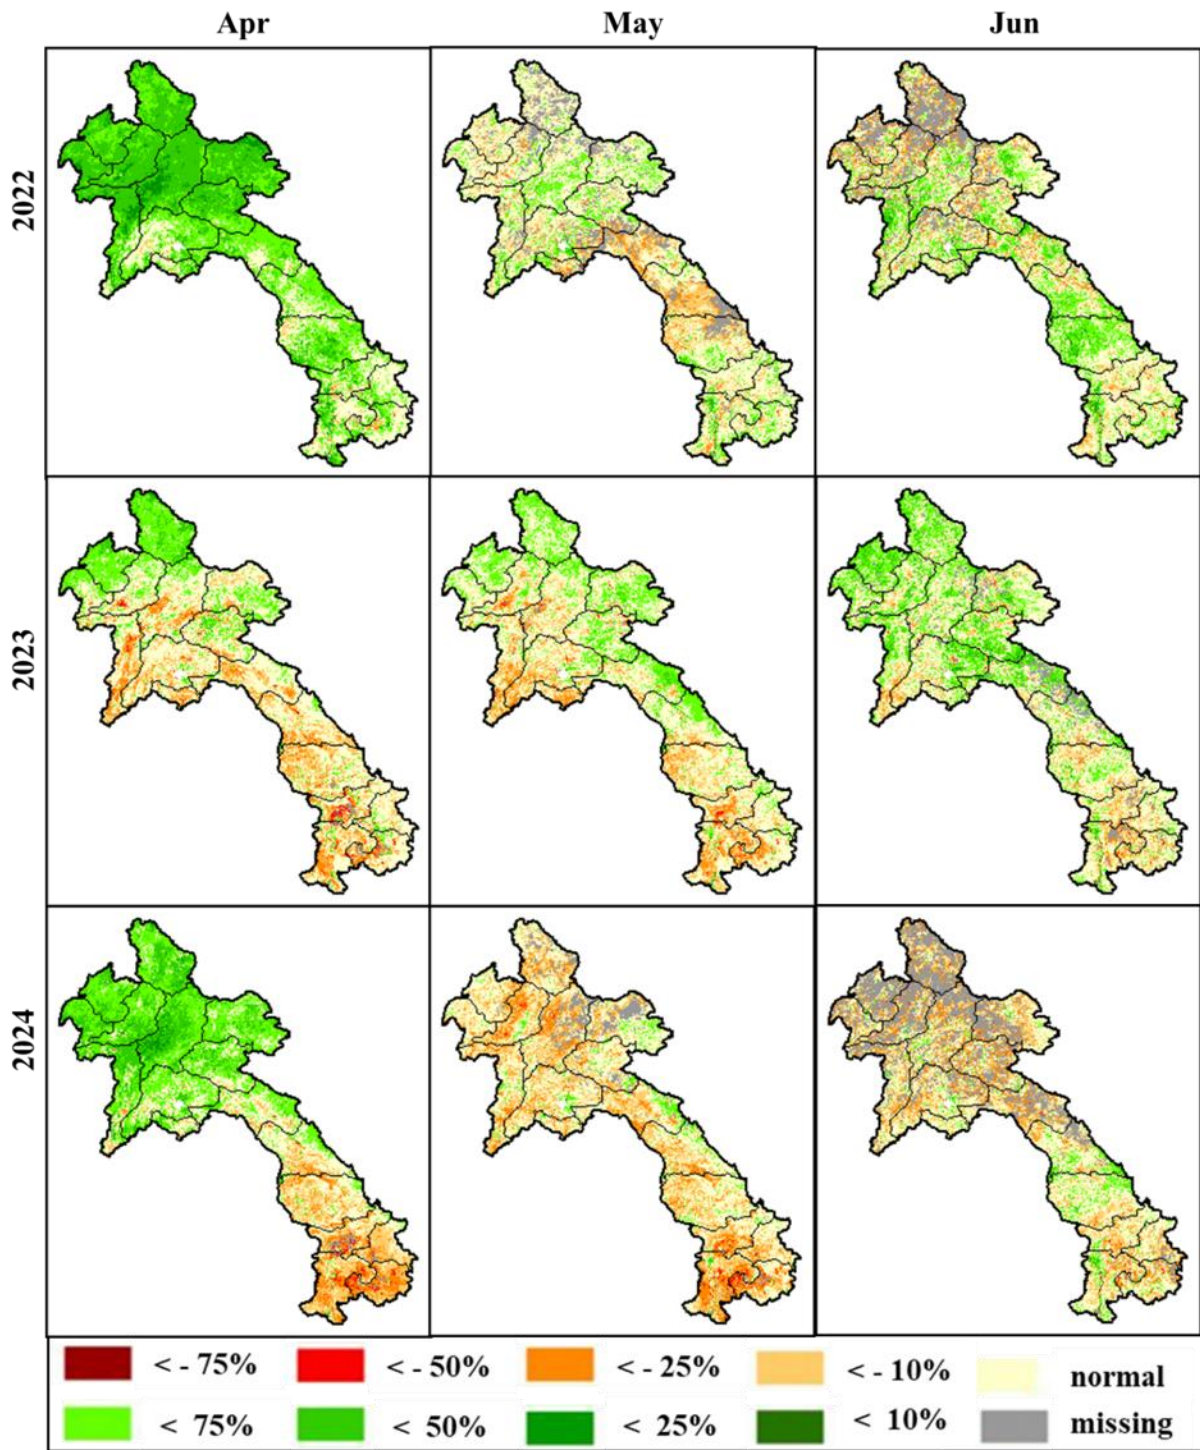 Apr May Jun
2022
2023
2024
< - 75% < - 50% < - 25% < - 10% normal
< 75% < 50% < 25% < 10% missing